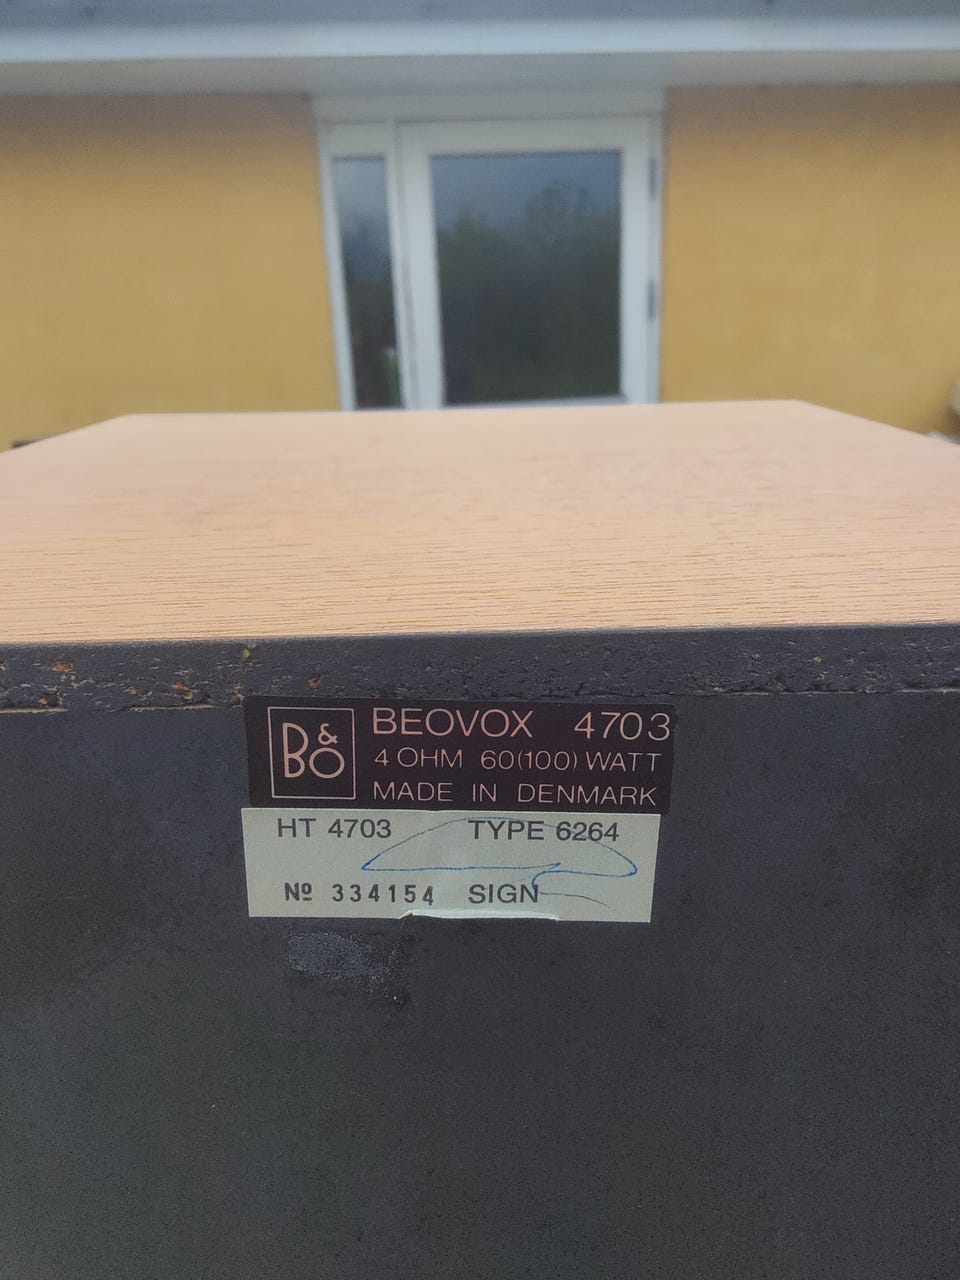 B&O
BEOVOX 4703
4 OHM 60(100) WATT
MADE IN DENMARK
HT 4703 TYPE 6264
Nº 334154 SIGN